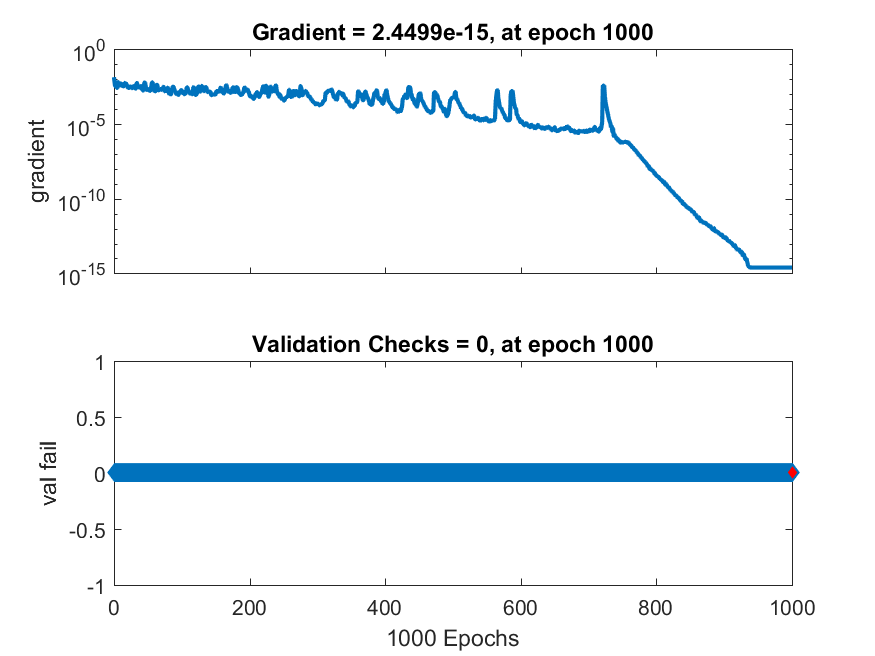 Gradient = 2.4499e-15, at epoch 1000
10^0
10^-5
10^-10
10^-15
gradient
Validation Checks = 0, at epoch 1000
1
0.5
0
-0.5
-1
val fail
0 200 400 600 800 1000
1000 Epochs